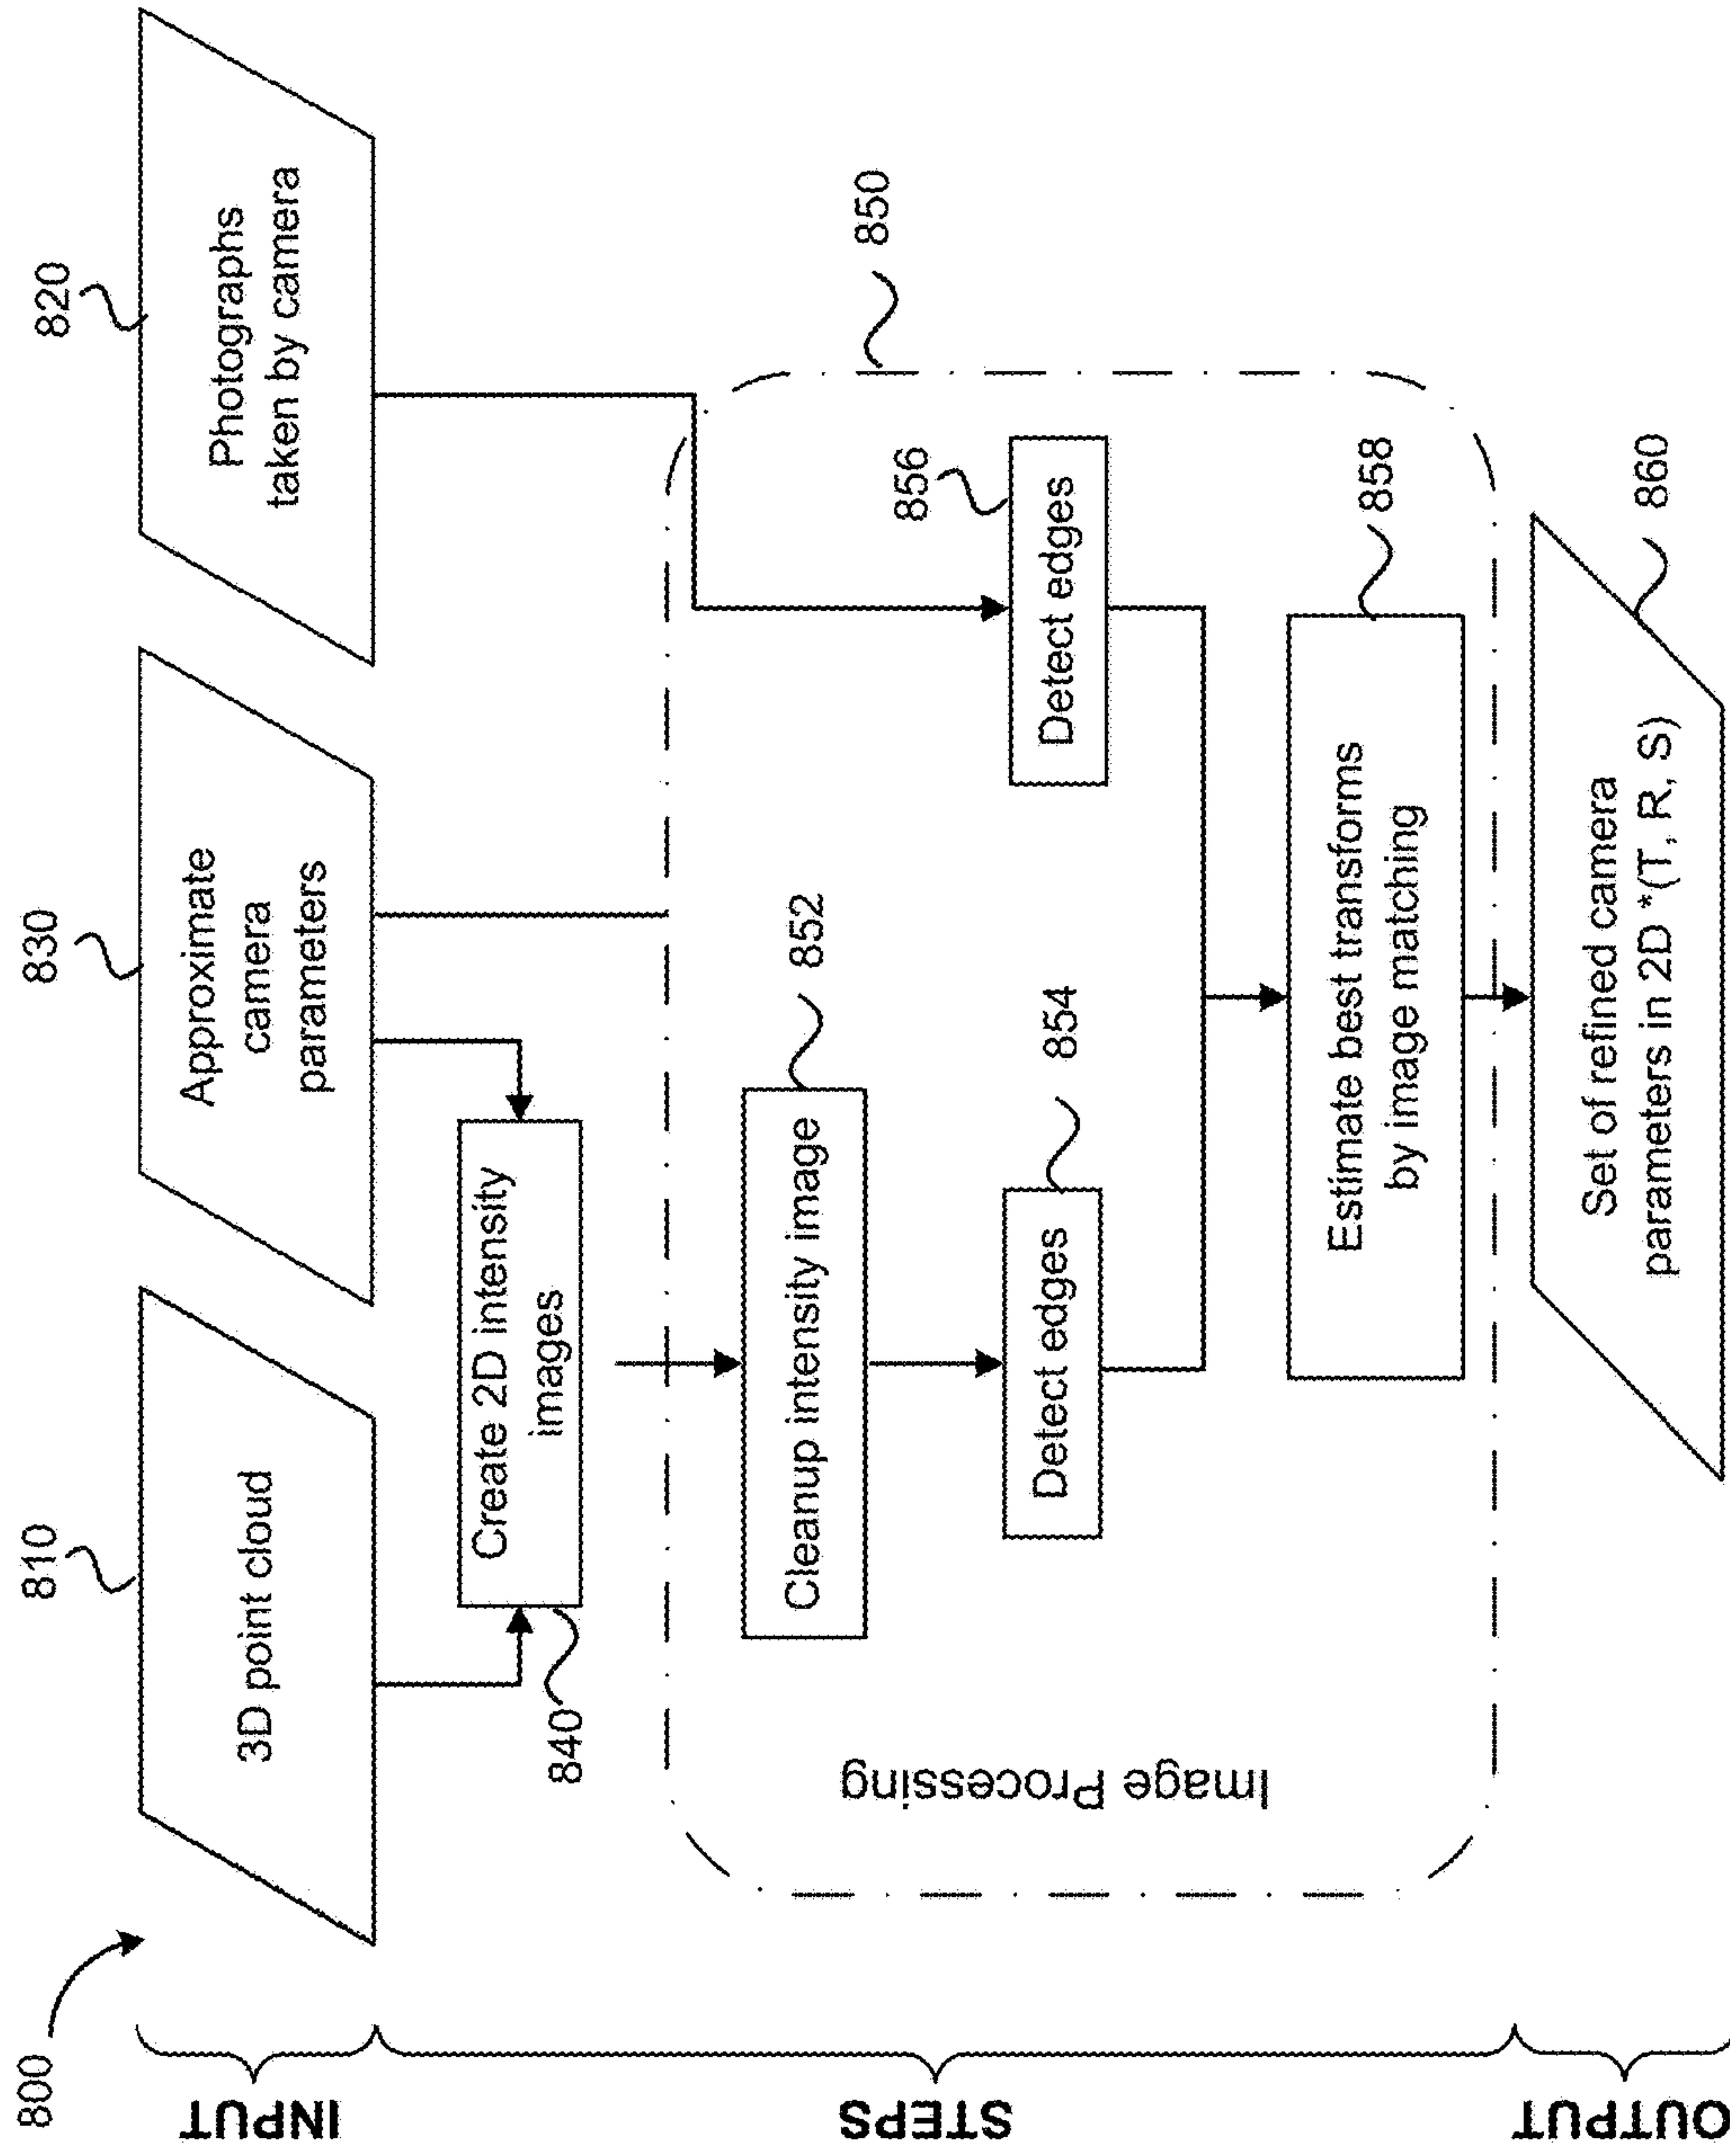 800
INPUT
810
3D point cloud
830
Approximate
camera
parameters
820
Photographs
taken by camera
STEPS
840
Create 2D intensity
images
850
Image Processing
852
Cleanup intensity image
854
Detect edges
856
Detect edges
858
Estimate best transforms
by image matching
OUTPUT
860
Set of refined camera
parameters in 2D *(T, R, S)